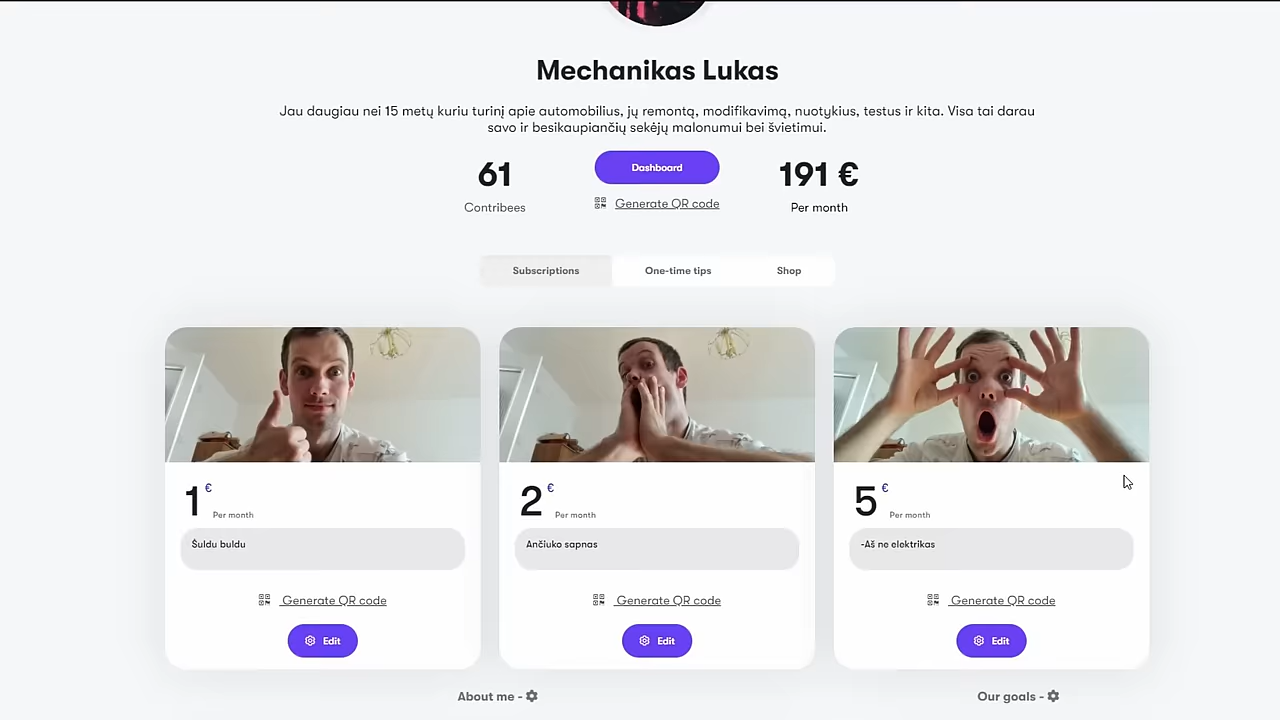 Mechanikas Lukas
Jau daugiau nei 15 metų kuriu turinį apie automobilius, jų remontą, modifikavimą, nuotykius, testus ir kita. Visa tai darau
savo ir besikaupiančių sekėjų malonumui bei švietimui.
61
Contribees
Dashboard
Generate QR code
191 €
Per month
Subscriptions
One-time tips
Shop
1 €
Per month
Šuldu buldu
Generate QR code
Edit
2 €
Per month
Ančiuko sapnas
Generate QR code
Edit
5 €
Per month
-Aš ne elektrikas
Generate QR code
Edit
About me -
Our goals -